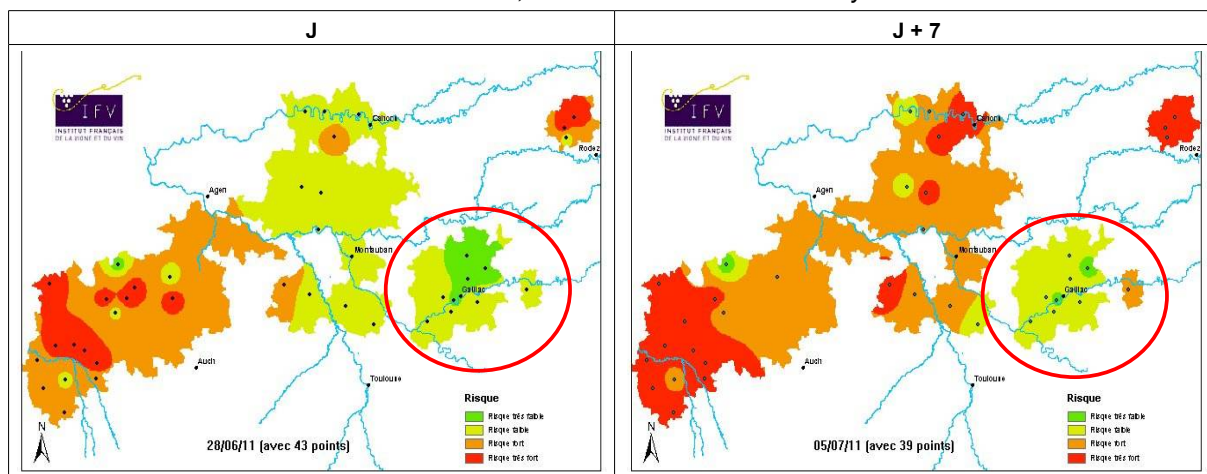 J
J + 7
IFV
INSTITUT FRANÇAIS
DE LA VIGNE ET DU VIN
Cahors
Rodez
Agen
Montauban
Gaillac
Auch
Toulouse
N
28/06/11 (avec 43 points)
Risque
Risque très faible
Risque faible
Risque fort
Risque très fort
IFV
INSTITUT FRANÇAIS
DE LA VIGNE ET DU VIN
Cahors
Rodez
Agen
Montauban
Gaillac
Auch
Toulouse
N
05/07/11 (avec 39 points)
Risque
Risque très faible
Risque faible
Risque fort
Risque très fort